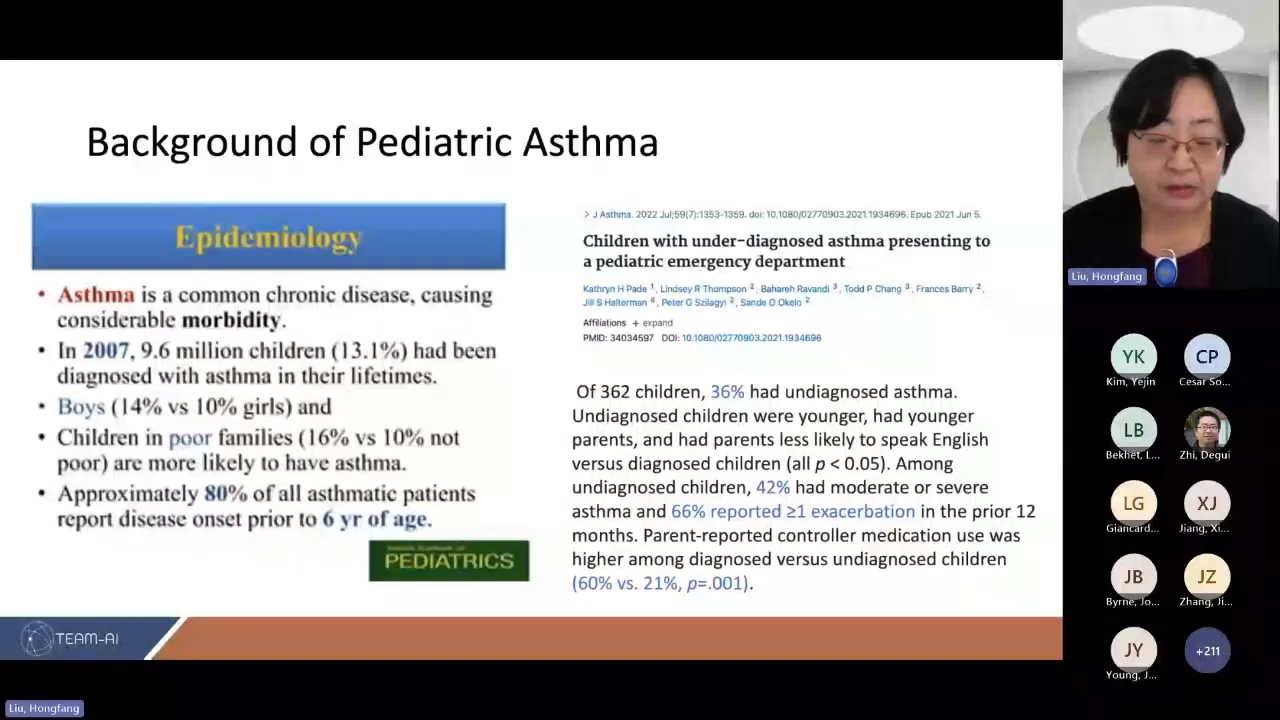 Background of Pediatric Asthma
Epidemiology
• Asthma is a common chronic disease, causing
considerable morbidity.
• In 2007, 9.6 million children (13.1%) had been
diagnosed with asthma in their lifetimes.
• Boys (14% vs 10% girls) and
• Children in poor families (16% vs 10% not
poor) are more likely to have asthma.
• Approximately 80% of all asthmatic patients
report disease onset prior to 6 yr of age.
PEDIATRICS
> J Asthma. 2022 Jul;59(7):1353-1359. doi: 10.1080/02770903.2021.1934696. Epub 2021 Jun 5.
Children with under-diagnosed asthma presenting to
a pediatric emergency department
Kathryn H Pade 1, Lindsey R Thompson 2, Bahareh Ravandi 3, Todd P Chang 3, Frances Barry 2,
Jill S Halterman 4, Peter G Szilagyi 2, Sande O Okelo 2
Affiliations + expand
PMID: 34034597 DOI: 10.1080/02770903.2021.1934696
Of 362 children, 36% had undiagnosed asthma.
Undiagnosed children were younger, had younger
parents, and had parents less likely to speak English
versus diagnosed children (all p < 0.05). Among
undiagnosed children, 42% had moderate or severe
asthma and 66% reported ≥1 exacerbation in the prior 12
months. Parent-reported controller medication use was
higher among diagnosed versus undiagnosed children
(60% vs. 21%, p=.001).
TEAM-AI
Liu, Hongfang
YK
Kim, Yejin
CP
Cesar So...
LB
Bekhet, L...
Zhi, Degui
LG
Giancard...
XJ
Jiang, Xi...
JB
Byrne, Jo...
JZ
Zhang, Ji...
JY
Young, J...
+211
Liu, Hongfang